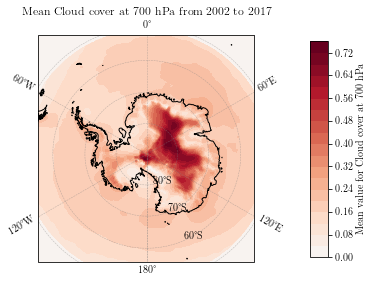 Mean Cloud cover at 700 hPa from 2002 to 2017
0°
60°W
60°E
120°W
120°E
180°
70°S
60°S
0.72
0.64
0.56
0.48
0.40
0.32
0.24
0.16
0.08
0.00
Mean value for Cloud cover at 700 hPa